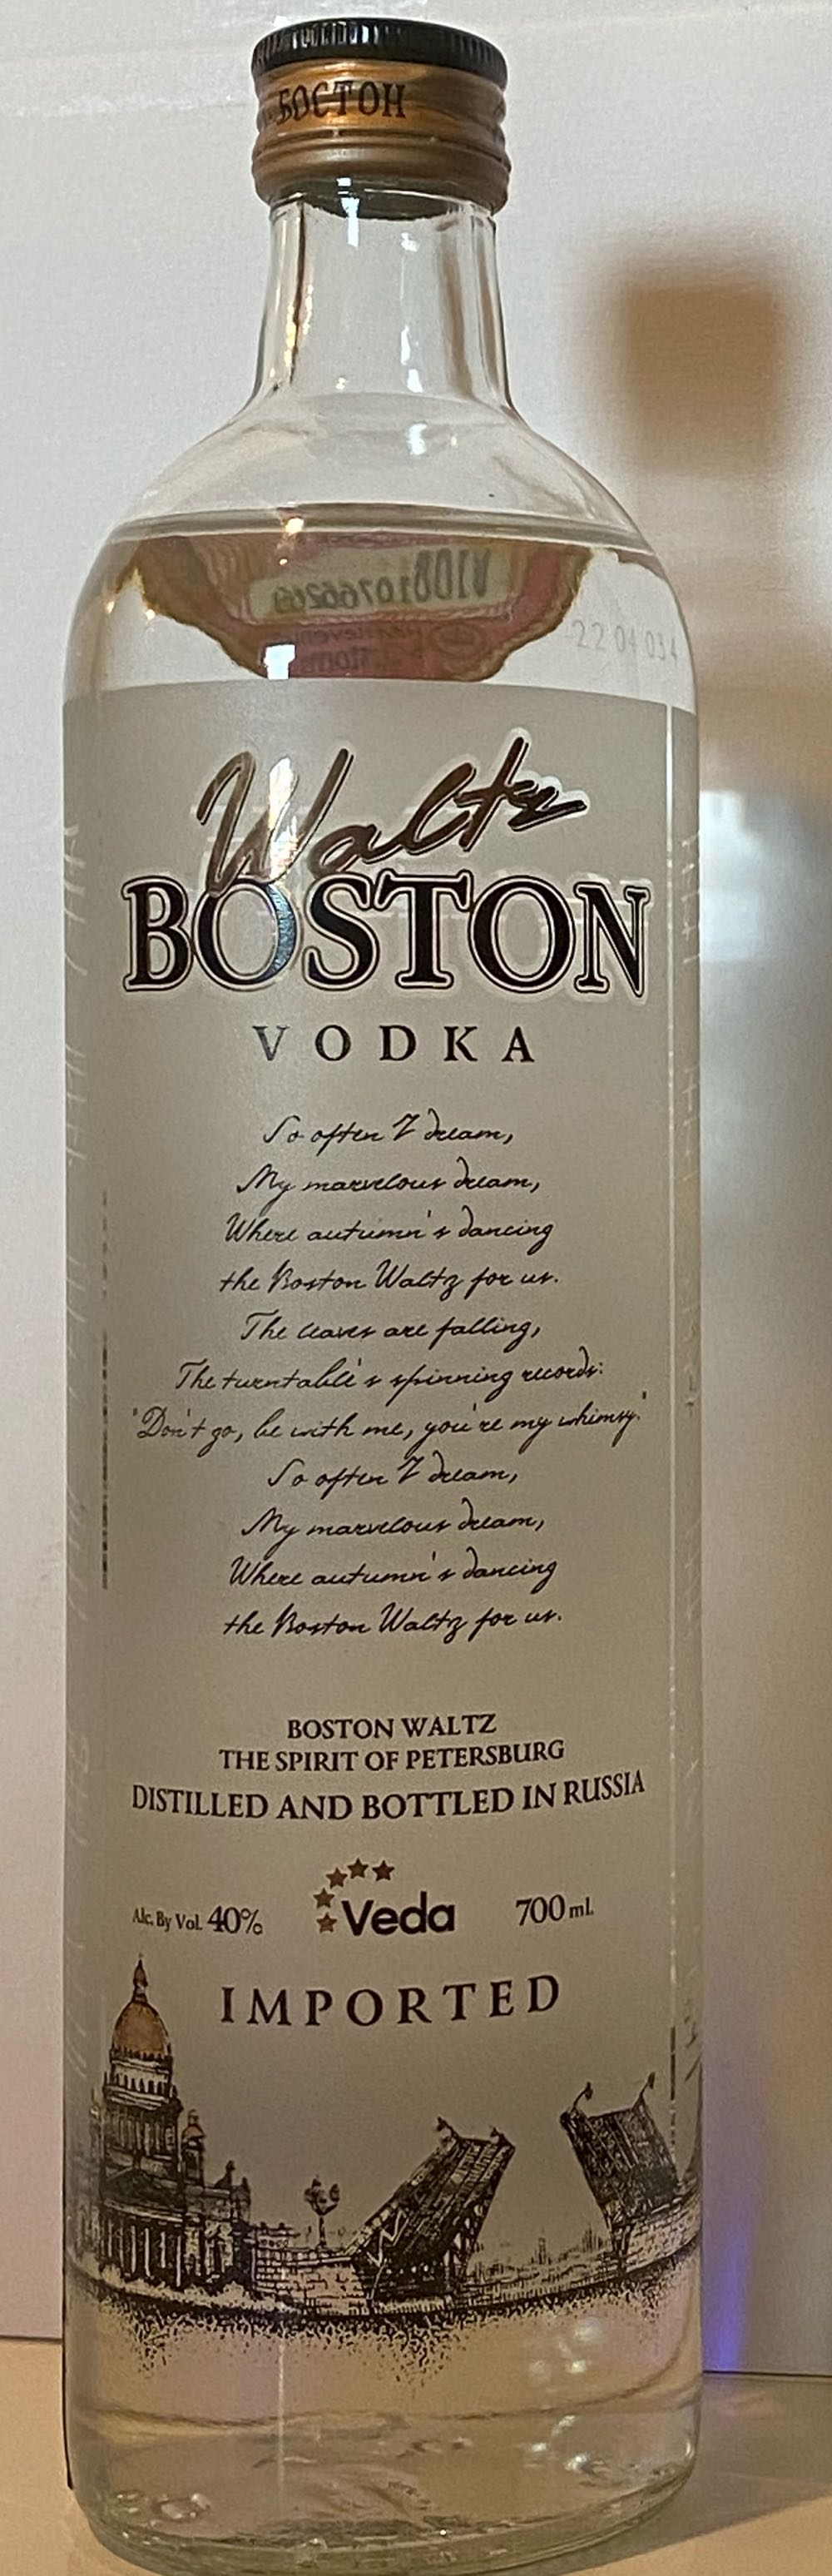 БОСТОН
22 04 034
Waltz
BOSTON
VODKA
So often I dream,
My marvelous dream,
Where autumn's dancing
the Boston Waltz for us.
The leaves are falling,
The turntable's spinning records:
"Don't go, be with me, you're my whimsy."
So often I dream,
My marvelous dream,
Where autumn's dancing
the Boston Waltz for us.
BOSTON WALTZ
THE SPIRIT OF PETERSBURG
DISTILLED AND BOTTLED IN RUSSIA
Alc. By Vol. 40% Veda 700 ml.
IMPORTED